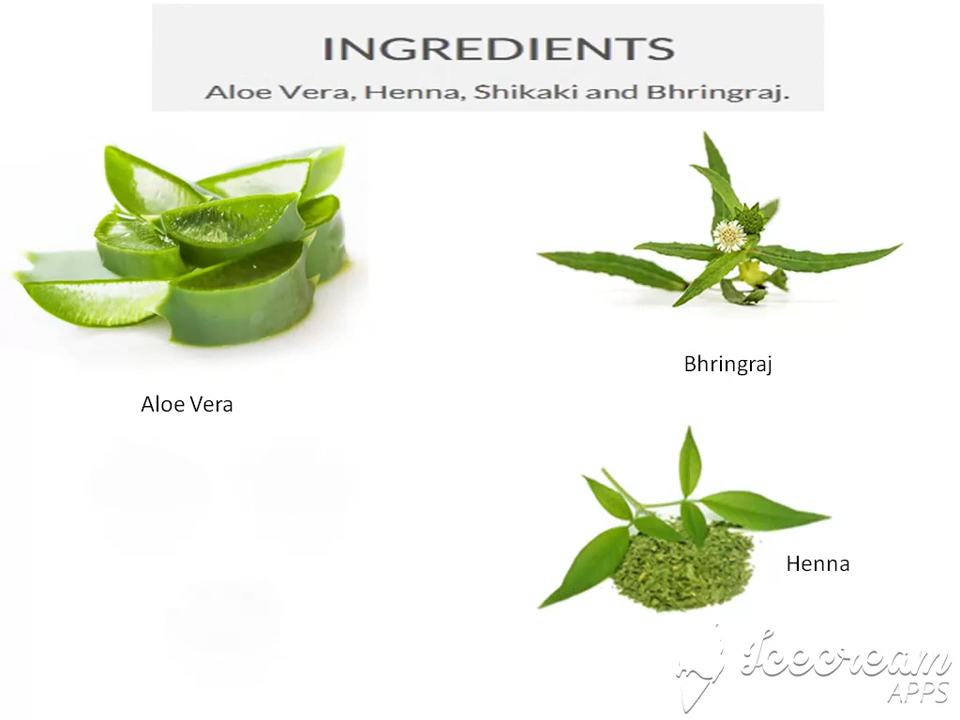 INGREDIENTS
Aloe Vera, Henna, Shikaki and Bhringraj.
Bhringraj
Aloe Vera
Henna
Icecream
APPS